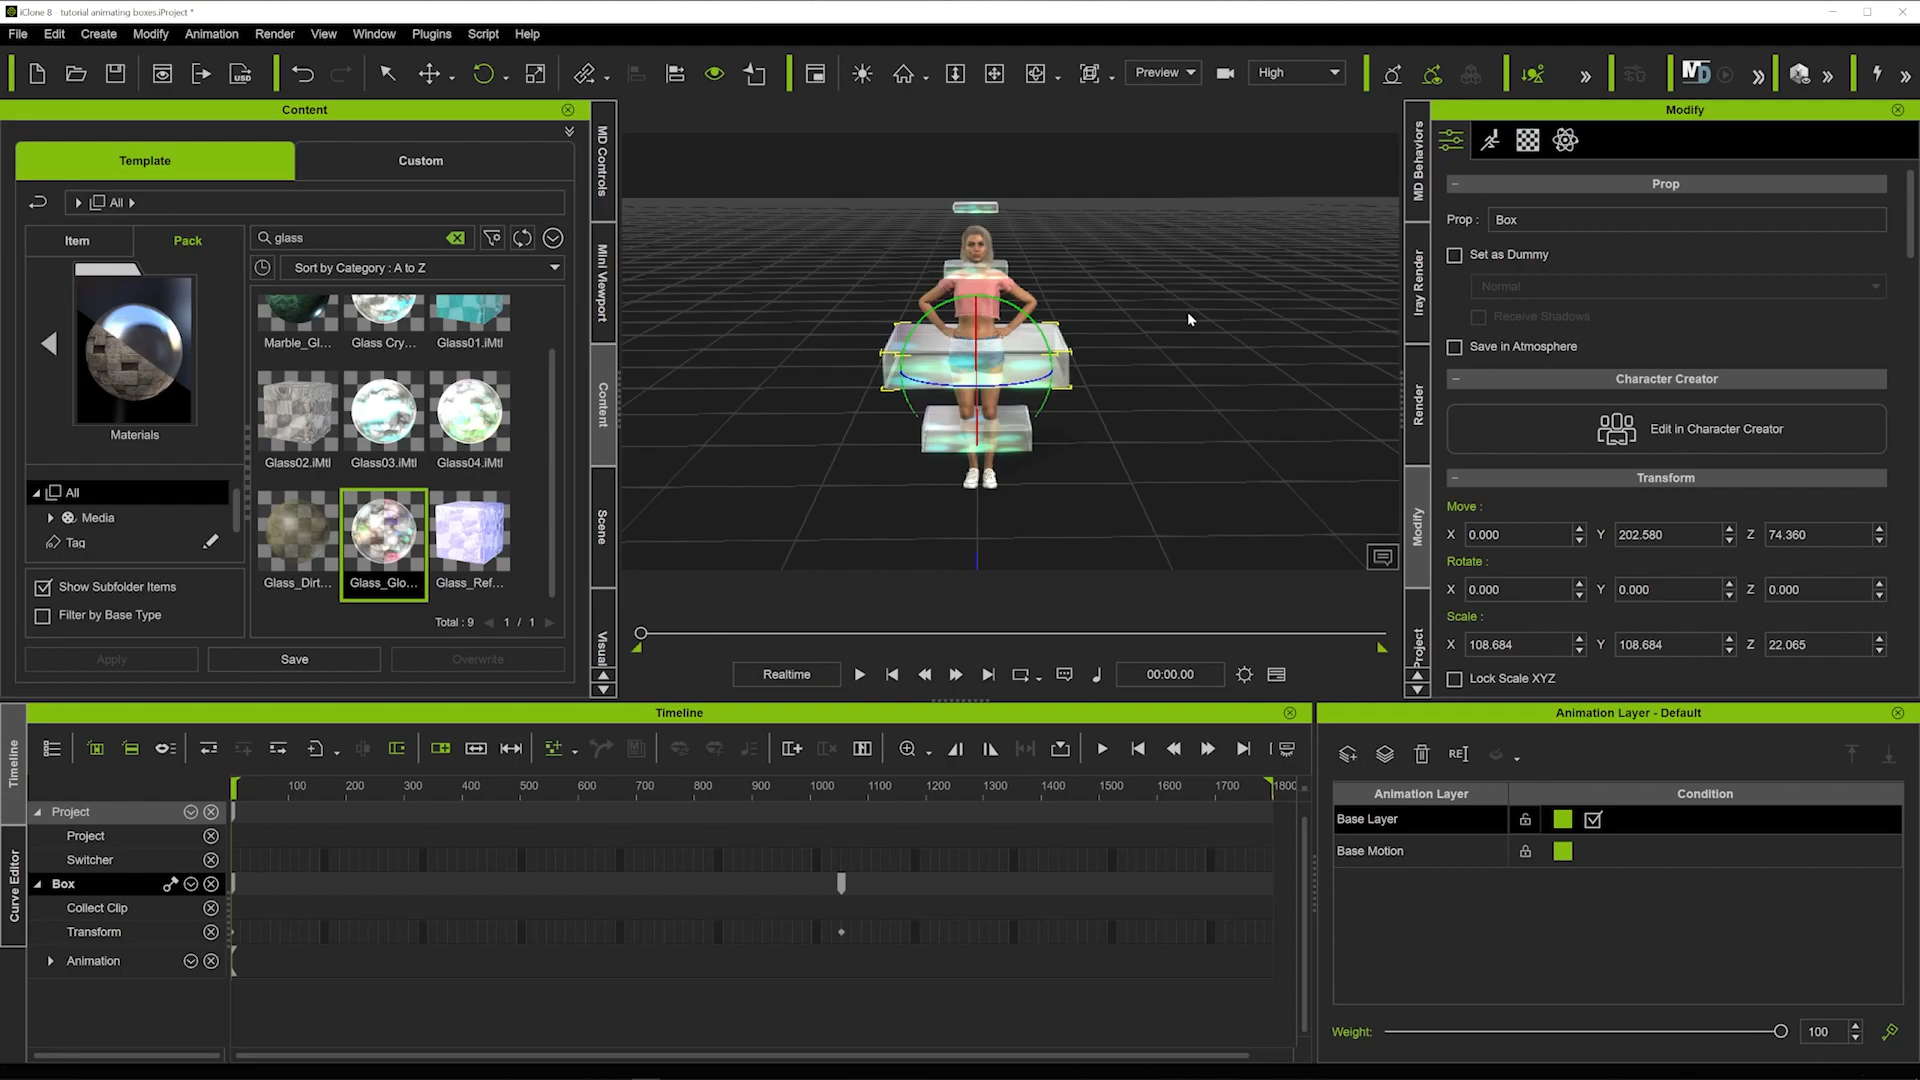 iClone 8 - tutorial animating boxes.iProject *
File Edit Create Modify Animation Render View Window Plugins Script Help
USD
Preview
High
MD
Content
Template
Custom
All
Item
Pack
glass
Sort by Category : A to Z
Materials
Marble_Gl...
Glass Cry...
Glass01.iMtl
Glass02.iMtl
Glass03.iMtl
Glass04.iMtl
Glass_Dirt...
Glass_Glo...
Glass_Ref...
All
Media
Tag
Show Subfolder Items
Filter by Base Type
Total : 9
1 / 1
Apply
Save
Overwrite
MD Controls
Mini Viewport
Content
Scene
Visual
Realtime
00:00.00
MD Behaviors
Iray Render
Render
Modify
Project
Modify
Prop
Prop : Box
Set as Dummy
Normal
Receive Shadows
Save in Atmosphere
Character Creator
Edit in Character Creator
Transform
Move :
X 0.000 Y 202.580 Z 74.360
Rotate :
X 0.000 Y 0.000 Z 0.000
Scale :
X 108.684 Y 108.684 Z 22.065
Lock Scale XYZ
Timeline
Timeline
Curve Editor
100 200 300 400 500 600 700 800 900 1000 1100 1200 1300 1400 1500 1600 1700 1800
Project
Project
Switcher
Box
Collect Clip
Transform
Animation
Animation Layer - Default
RE
Animation Layer
Condition
Base Layer
Base Motion
Weight:
100